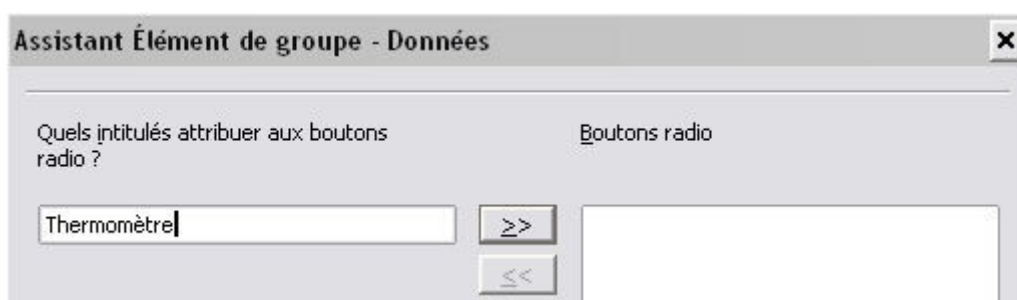 Assistant Élément de groupe - Données
Quels intitulés attribuer aux boutons
radio ?
Boutons radio
Thermomètre
>>
<<